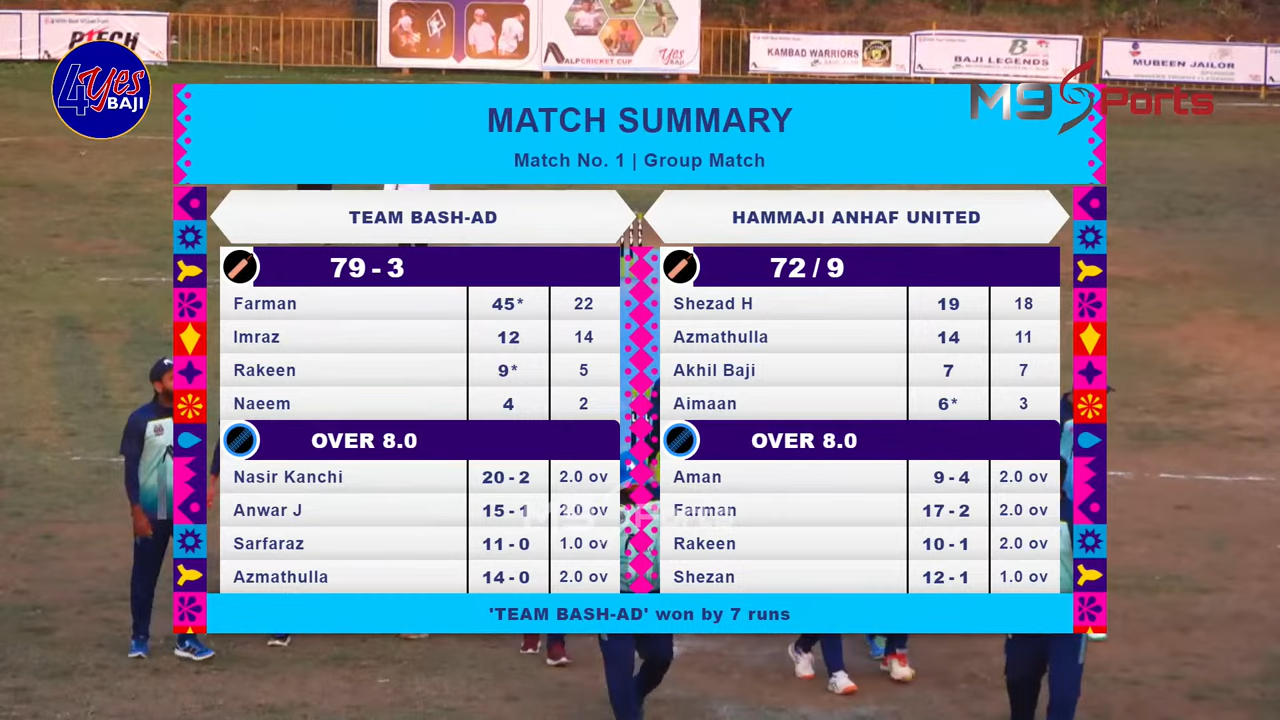 PTECH
ALPCRICKET CUP
Yes
KAMBAD WARRIORS
BAJI LEGENDS
MUBEEN JAILOR
4Yes
BAJI
M9 Sports
MATCH SUMMARY
Match No. 1 | Group Match
TEAM BASH-AD
HAMMAJI ANHAF UNITED
79 - 3
72 / 9
Farman 45* 22
Shezad H 19 18
Imraz 12 14
Azmathulla 14 11
Rakeen 9* 5
Akhil Baji 7 7
Naeem 4 2
Aimaan 6* 3
OVER 8.0
OVER 8.0
Nasir Kanchi 20 - 2 2.0 ov
Aman 9 - 4 2.0 ov
Anwar J 15 - 1 2.0 ov
Farman 17 - 2 2.0 ov
Sarfaraz 11 - 0 1.0 ov
Rakeen 10 - 1 2.0 ov
Azmathulla 14 - 0 2.0 ov
Shezan 12 - 1 1.0 ov
M9 Sports
'TEAM BASH-AD' won by 7 runs